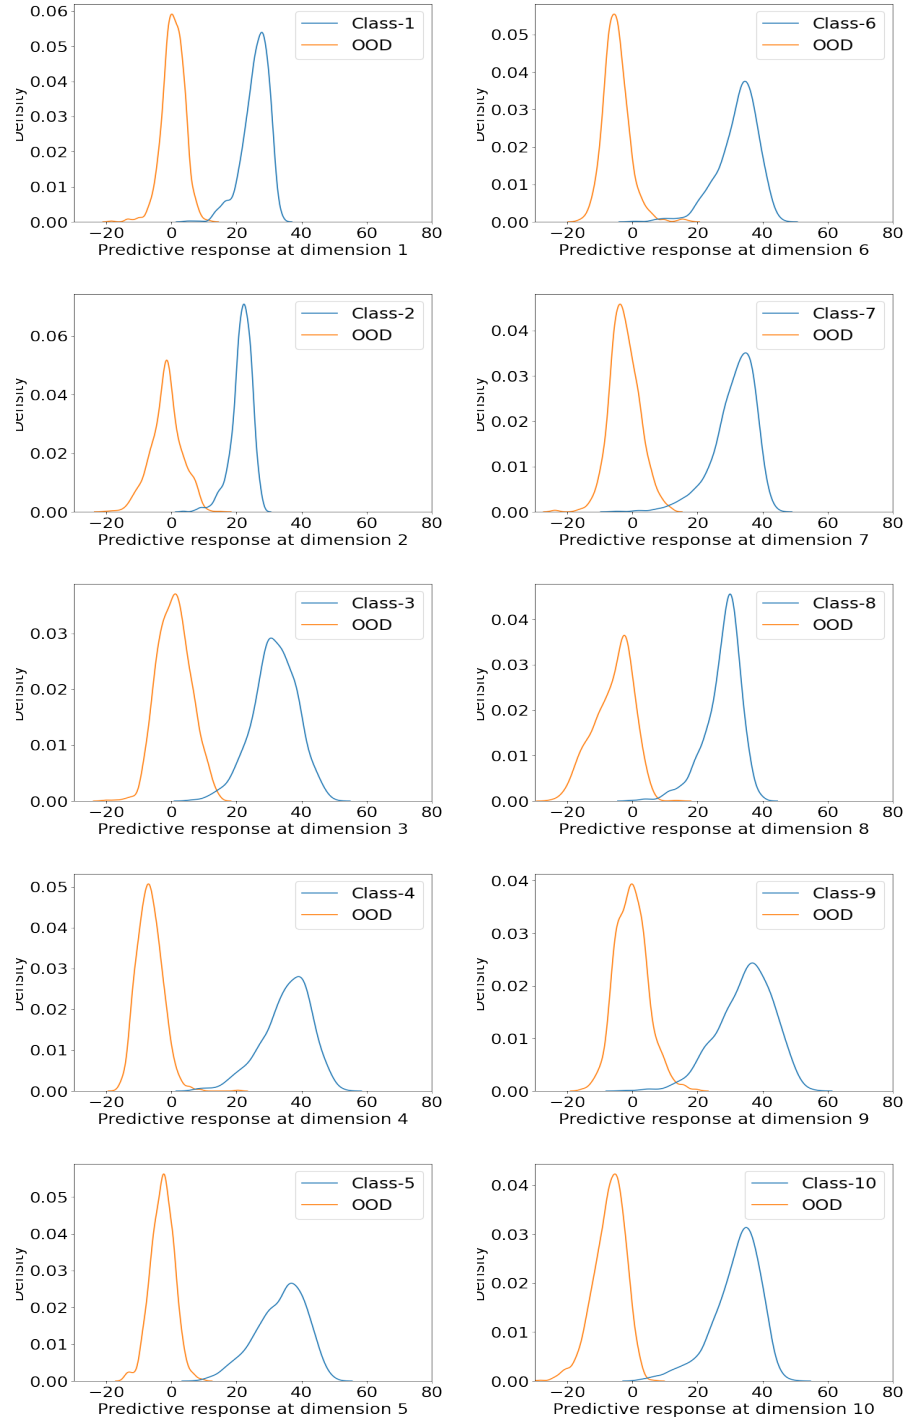 0.06
0.05
0.04
0.03
0.02
0.01
0.00
Density
Class-1
OOD
−20 0 20 40 60 80
Predictive response at dimension 1
0.05
0.04
0.03
0.02
0.01
0.00
Density
Class-6
OOD
−20 0 20 40 60 80
Predictive response at dimension 6
0.06
0.04
0.02
0.00
Density
Class-2
OOD
−20 0 20 40 60 80
Predictive response at dimension 2
0.04
0.03
0.02
0.01
0.00
Density
Class-7
OOD
−20 0 20 40 60 80
Predictive response at dimension 7
0.03
0.02
0.01
0.00
Density
Class-3
OOD
−20 0 20 40 60 80
Predictive response at dimension 3
0.04
0.03
0.02
0.01
0.00
Density
Class-8
OOD
−20 0 20 40 60 80
Predictive response at dimension 8
0.05
0.04
0.03
0.02
0.01
0.00
Density
Class-4
OOD
−20 0 20 40 60 80
Predictive response at dimension 4
0.04
0.03
0.02
0.01
0.00
Density
Class-9
OOD
−20 0 20 40 60 80
Predictive response at dimension 9
0.05
0.04
0.03
0.02
0.01
0.00
Density
Class-5
OOD
−20 0 20 40 60 80
Predictive response at dimension 5
0.04
0.03
0.02
0.01
0.00
Density
Class-10
OOD
−20 0 20 40 60 80
Predictive response at dimension 10